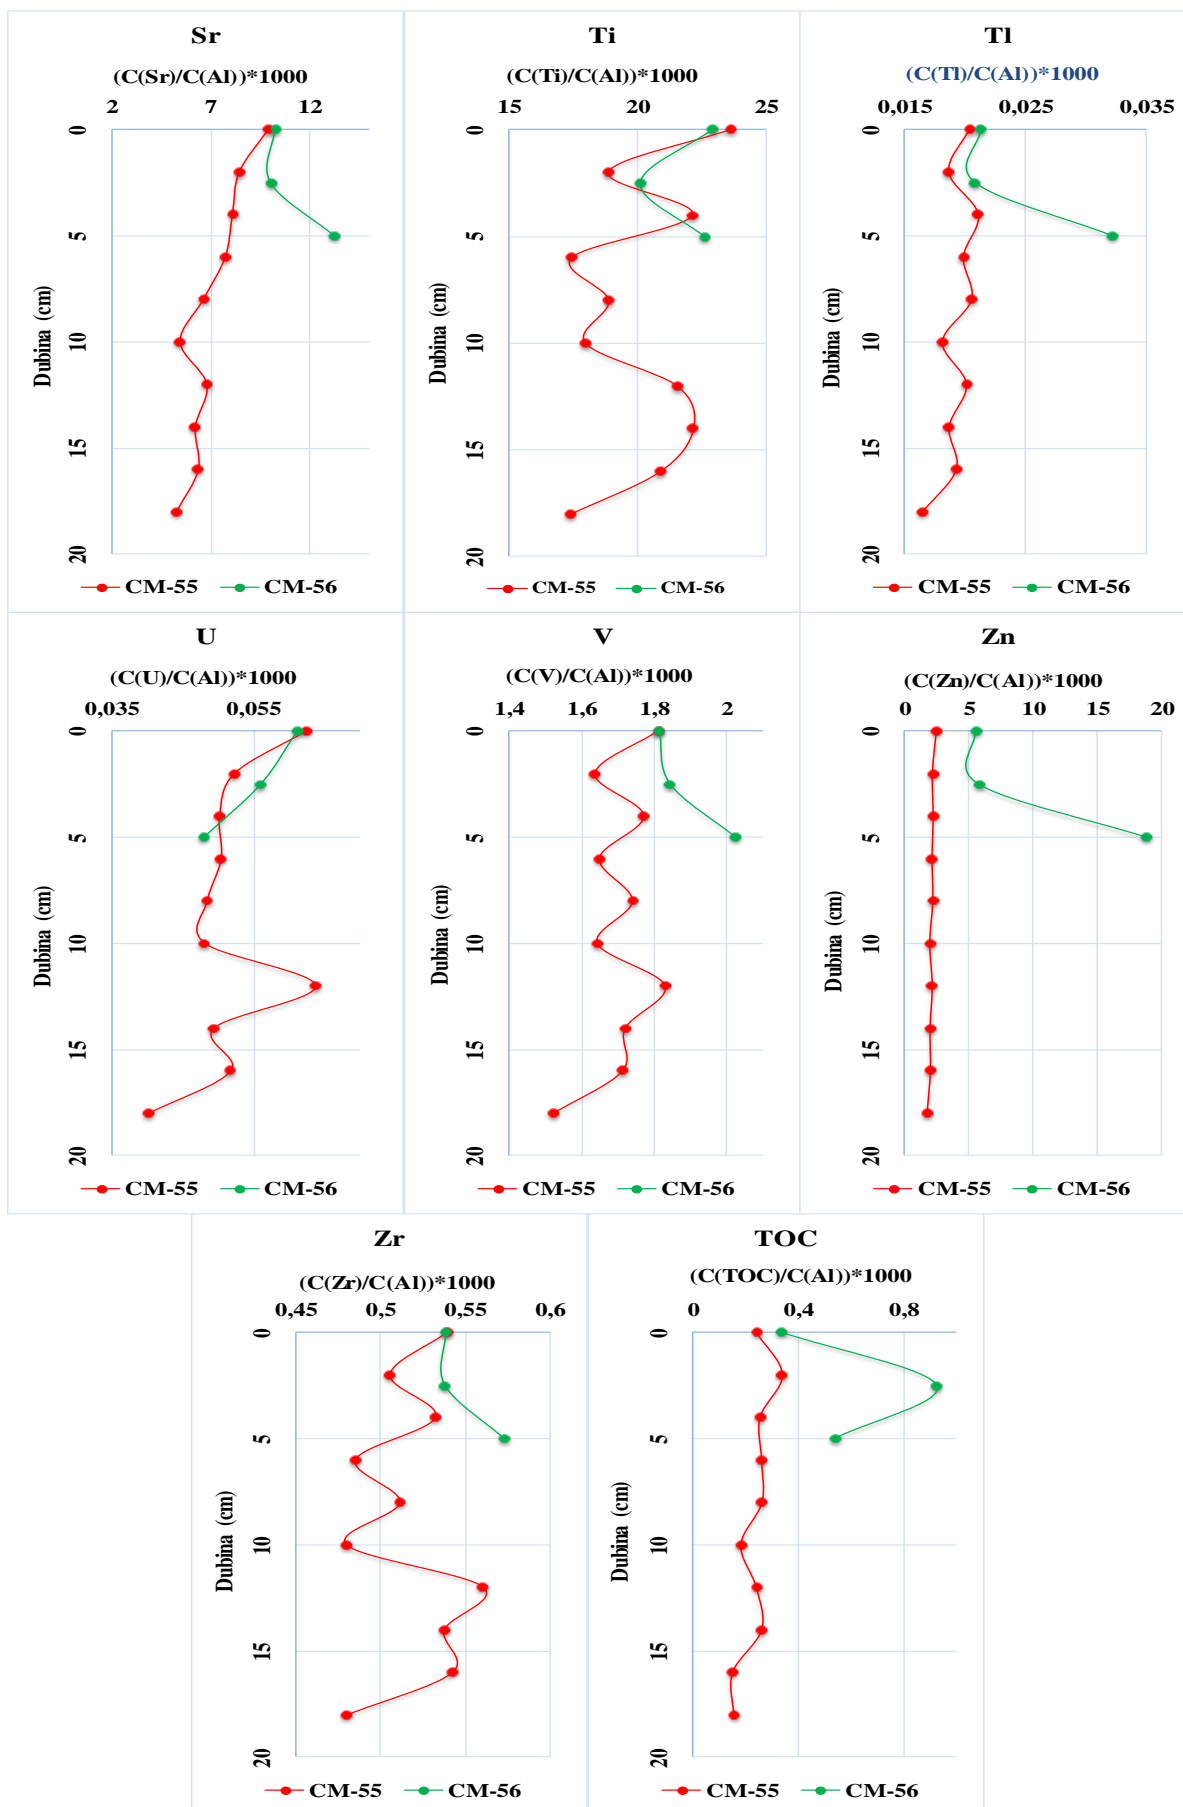 Sr
(C(Sr)/C(Al))*1000
2 7 12
0
5
10
15
20
Dubina (cm)
CM-55 CM-56
Ti
(C(Ti)/C(Al))*1000
15 20 25
0
5
10
15
20
Dubina (cm)
CM-55 CM-56
Tl
(C(Tl)/C(Al))*1000
0,015 0,025 0,035
0
5
10
15
20
Dubina (cm)
CM-55 CM-56
U
(C(U)/C(Al))*1000
0,035 0,055
0
5
10
15
20
Dubina (cm)
CM-55 CM-56
V
(C(V)/C(Al))*1000
1,4 1,6 1,8 2
0
5
10
15
20
Dubina (cm)
CM-55 CM-56
Zn
(C(Zn)/C(Al))*1000
0 5 10 15 20
0
5
10
15
20
Dubina (cm)
CM-55 CM-56
Zr
(C(Zr)/C(Al))*1000
0,45 0,5 0,55 0,6
0
5
10
15
20
Dubina (cm)
CM-55 CM-56
TOC
(C(TOC)/C(Al))*1000
0 0,4 0,8
0
5
10
15
20
Dubina (cm)
CM-55 CM-56